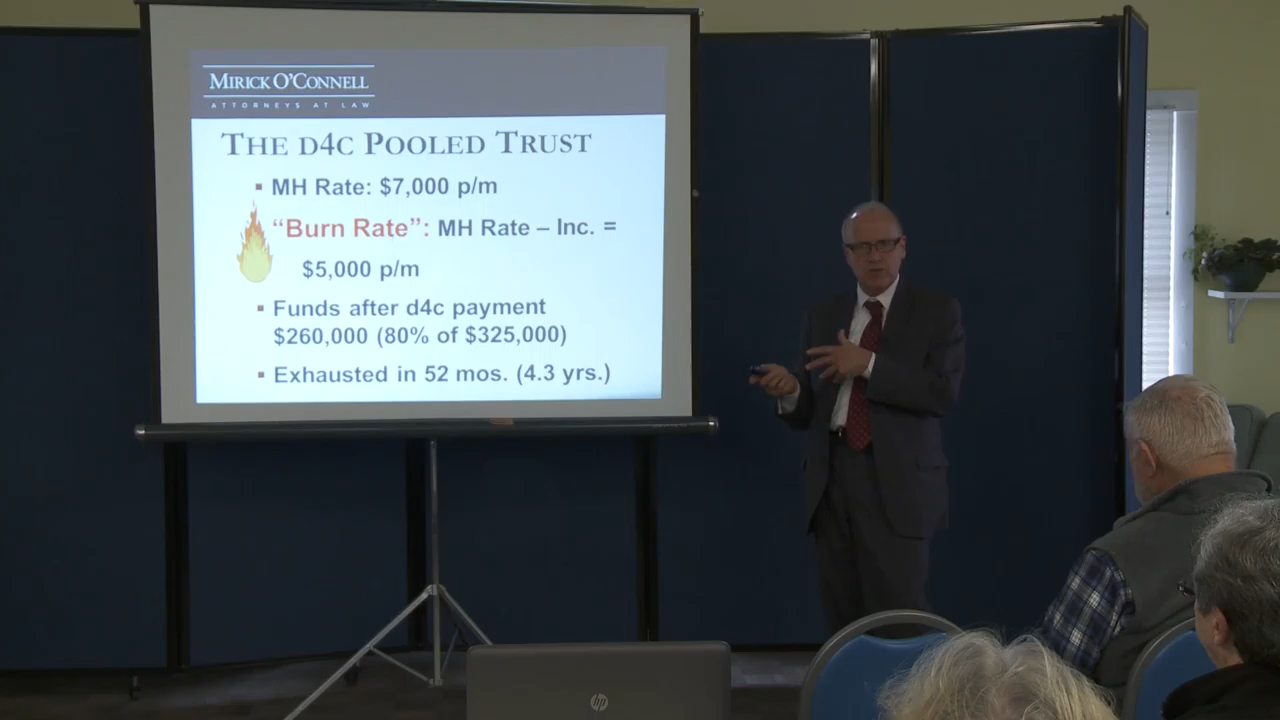 MIRICK O'CONNELL
ATTORNEYS AT LAW
THE D4C POOLED TRUST
▪ MH Rate: $7,000 p/m
"Burn Rate": MH Rate – Inc. =
$5,000 p/m
▪ Funds after d4c payment
$260,000 (80% of $325,000)
▪ Exhausted in 52 mos. (4.3 yrs.)
hp